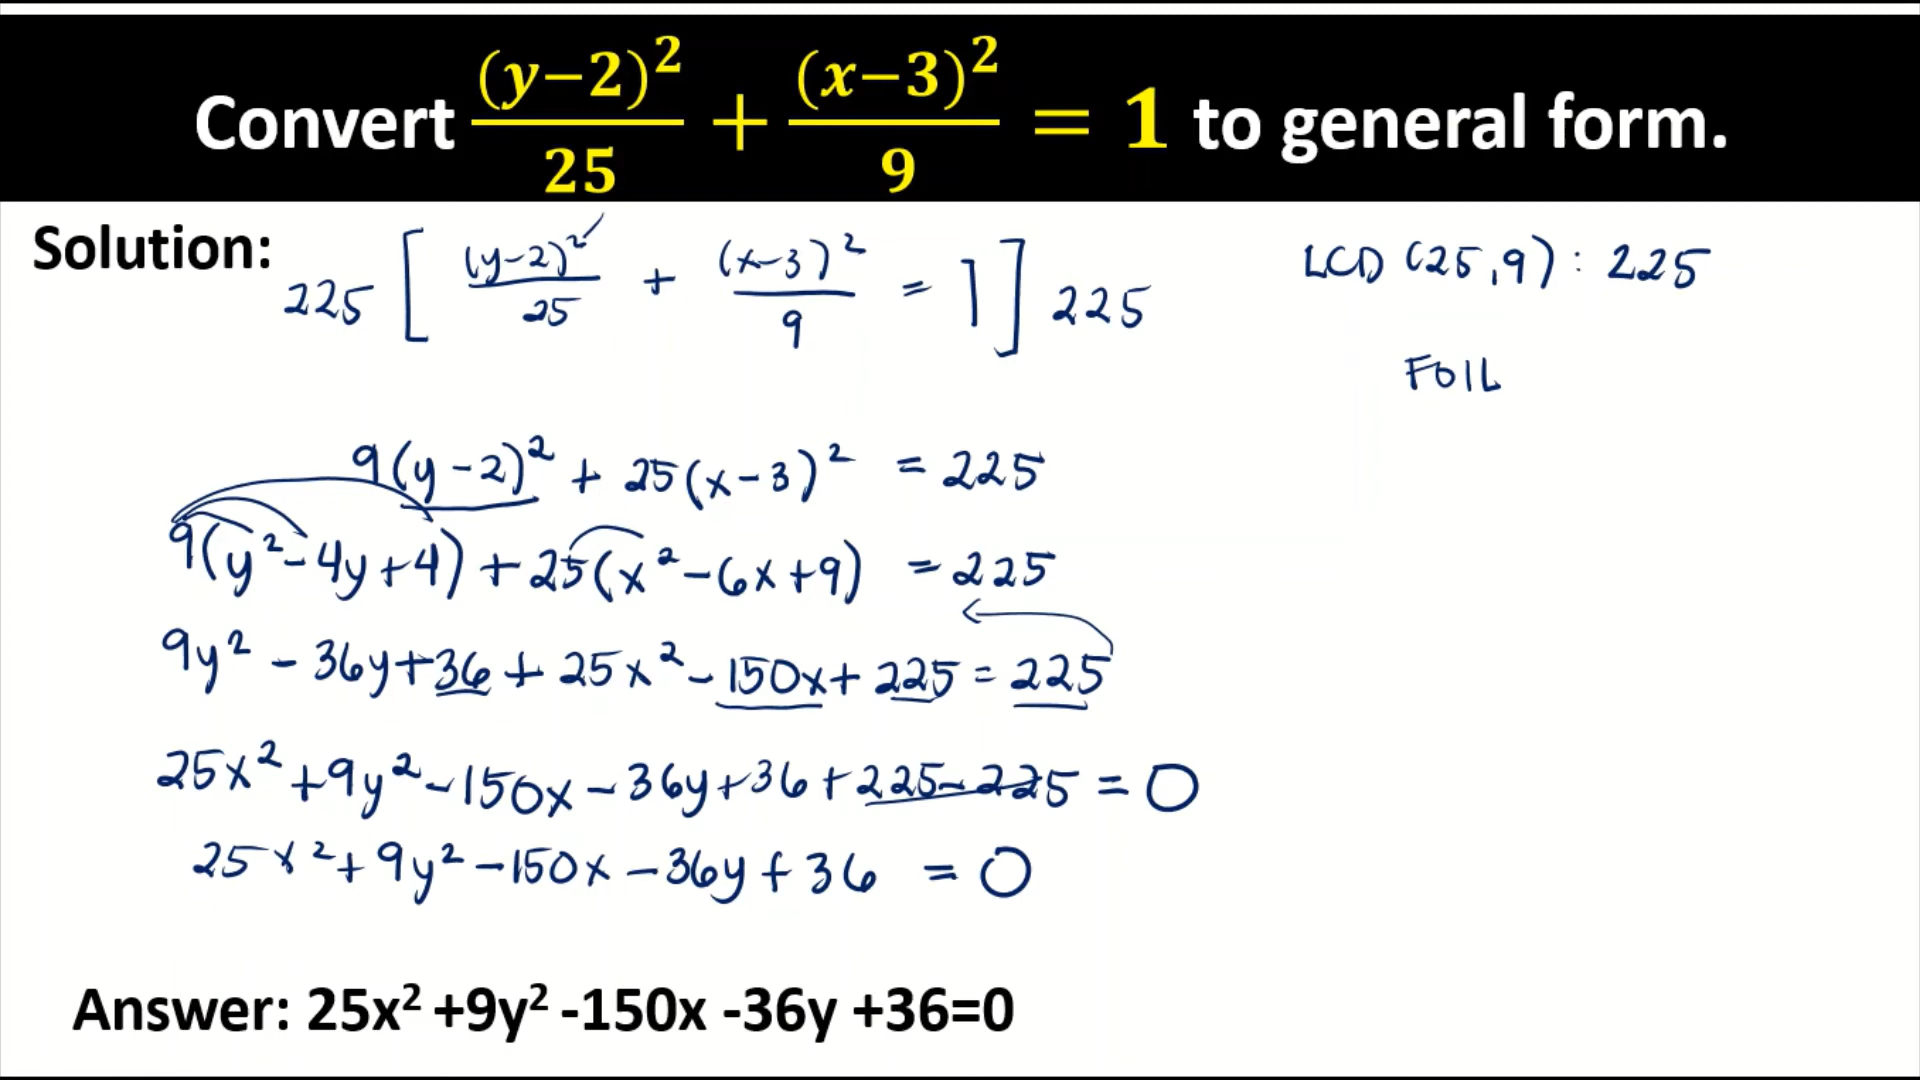 Convert (y−2)²/25 + (x−3)²/9 = 1 to general form.
Solution:
225 [ (y-2)²/25 + (x-3)²/9 = 1 ] 225
LCD (25,9): 225
FOIL
9(y-2)² + 25(x-3)² = 225
9(y²-4y+4) + 25(x²-6x+9) = 225
9y² - 36y+36 + 25x² - 150x + 225 = 225
25x² + 9y² - 150x - 36y + 36 + 225 - 225 = 0
25x² + 9y² - 150x - 36y + 36 = 0
Answer: 25x² +9y² -150x -36y +36=0